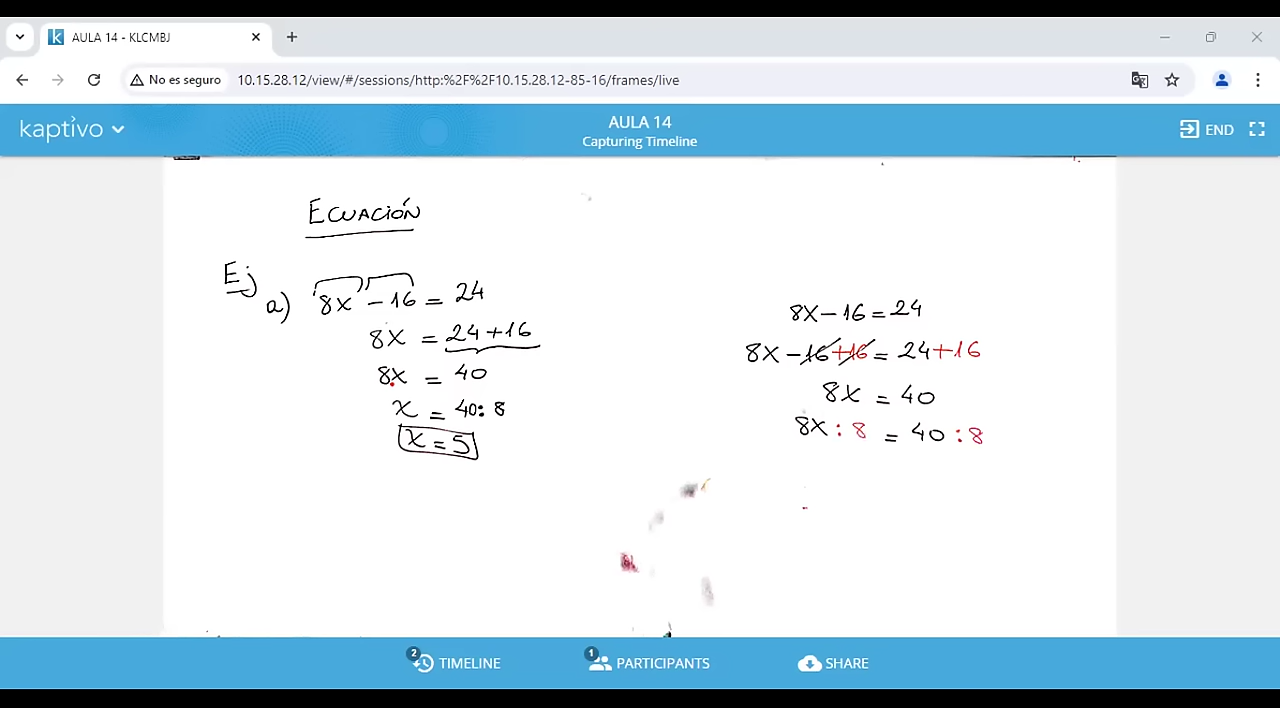 AULA 14 - KLCMBJ
No es seguro
10.15.28.12/view/#/sessions/http:%2F%2F10.15.28.12-85-16/frames/live
kaptivo
AULA 14
Capturing Timeline
END
ECUACIÓN
Ej
a) 8x - 16 = 24
8x = 24 + 16
8x = 40
x = 40 : 8
x = 5
8x - 16 = 24
8x - 16 + 16 = 24 + 16
8x = 40
8x : 8 = 40 : 8
2 TIMELINE
1 PARTICIPANTS
SHARE